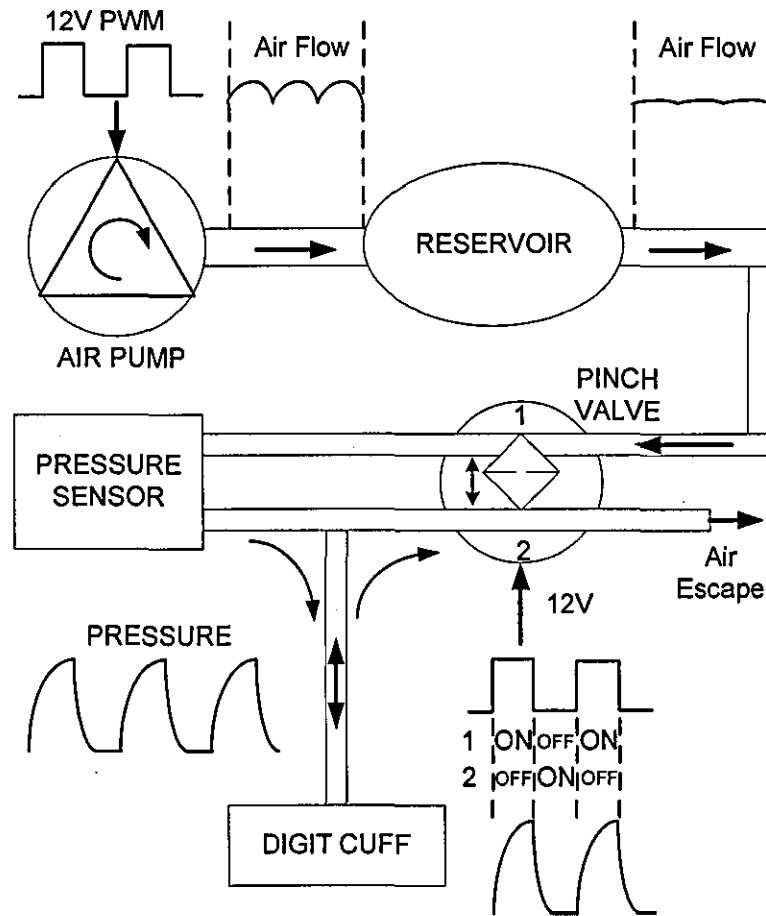 12V PWM
Air Flow
Air Flow
RESERVOIR
AIR PUMP
PINCH
VALVE
1
PRESSURE
SENSOR
2
Air
Escape
12V
PRESSURE
1 ON OFF ON
2 OFF ON OFF
DIGIT CUFF